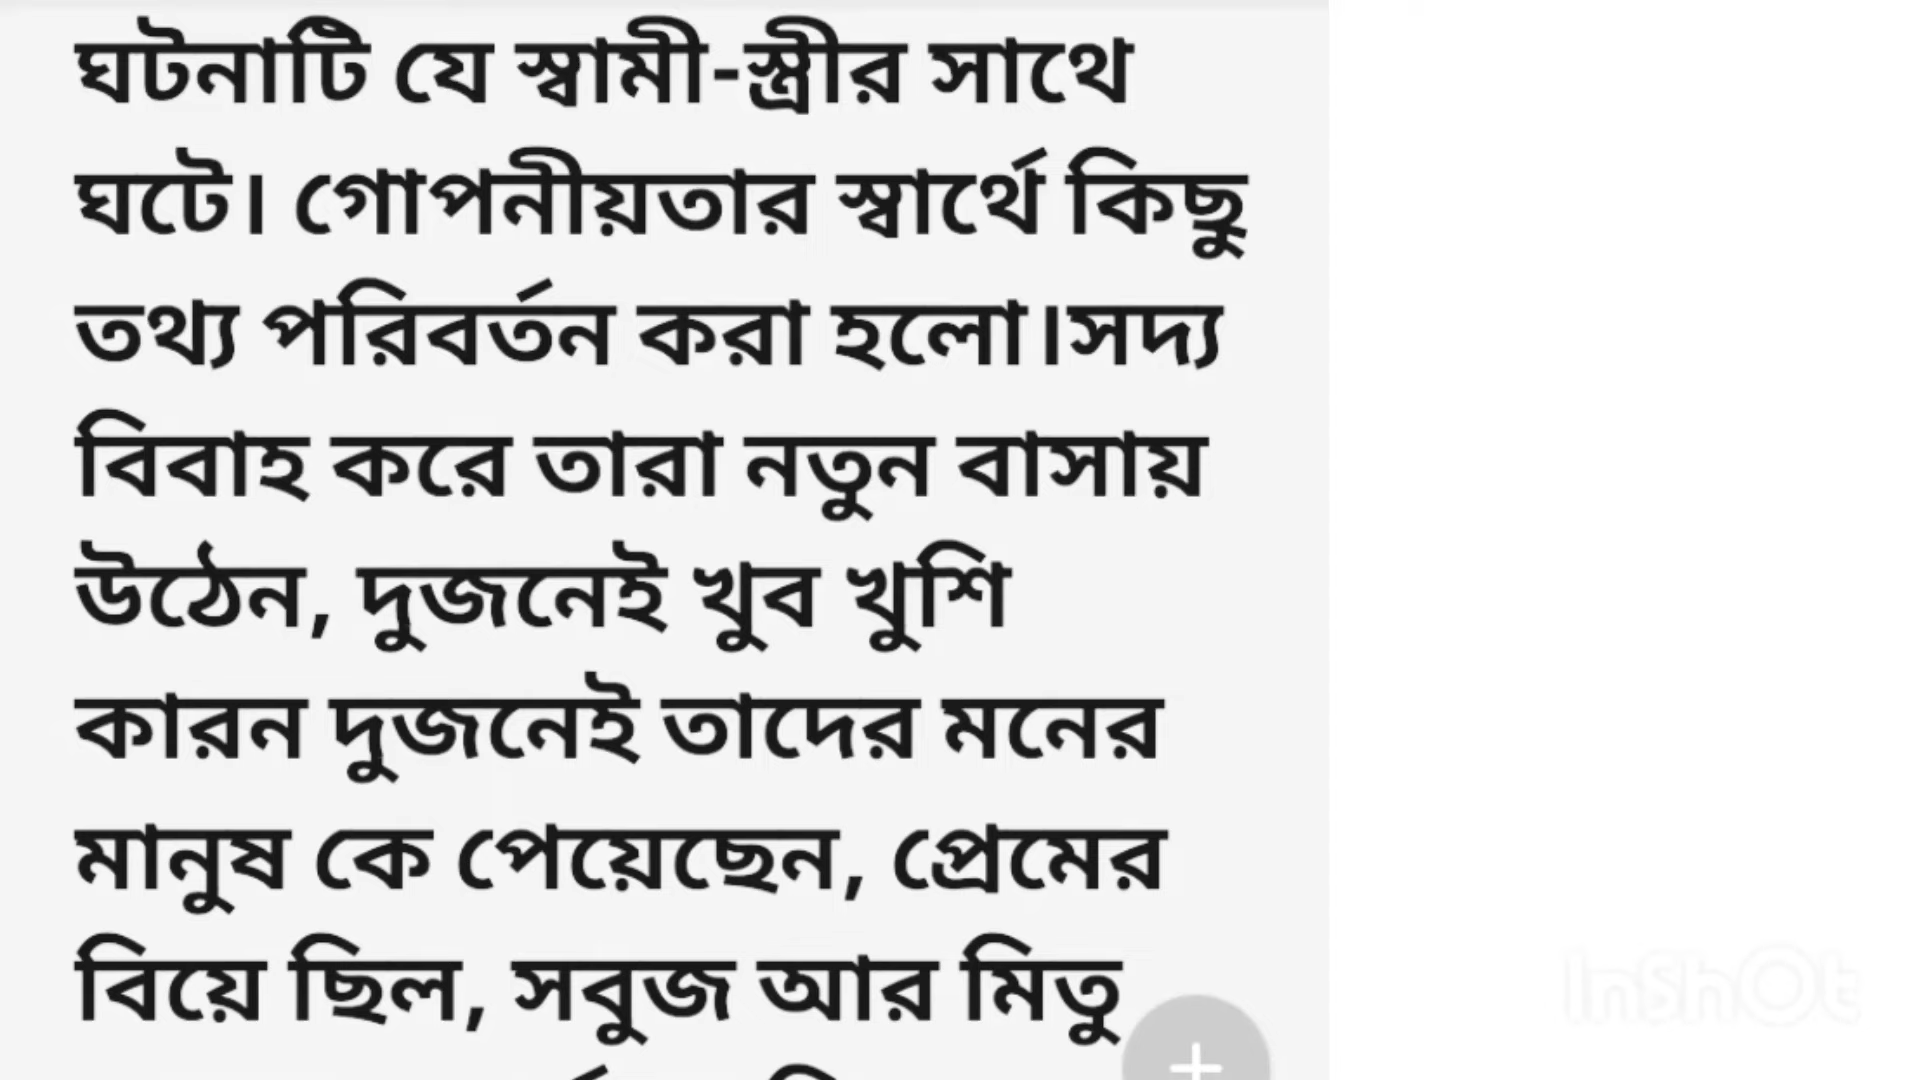 ঘটনাটি যে স্বামী-স্ত্রীর সাথে
ঘটে। গোপনীয়তার স্বার্থে কিছু
তথ্য পরিবর্তন করা হলো।সদ্য
বিবাহ করে তারা নতুন বাসায়
উঠেন, দুজনেই খুব খুশি
কারন দুজনেই তাদের মনের
মানুষ কে পেয়েছেন, প্রেমের
বিয়ে ছিল, সবুজ আর মিতু
InShOt